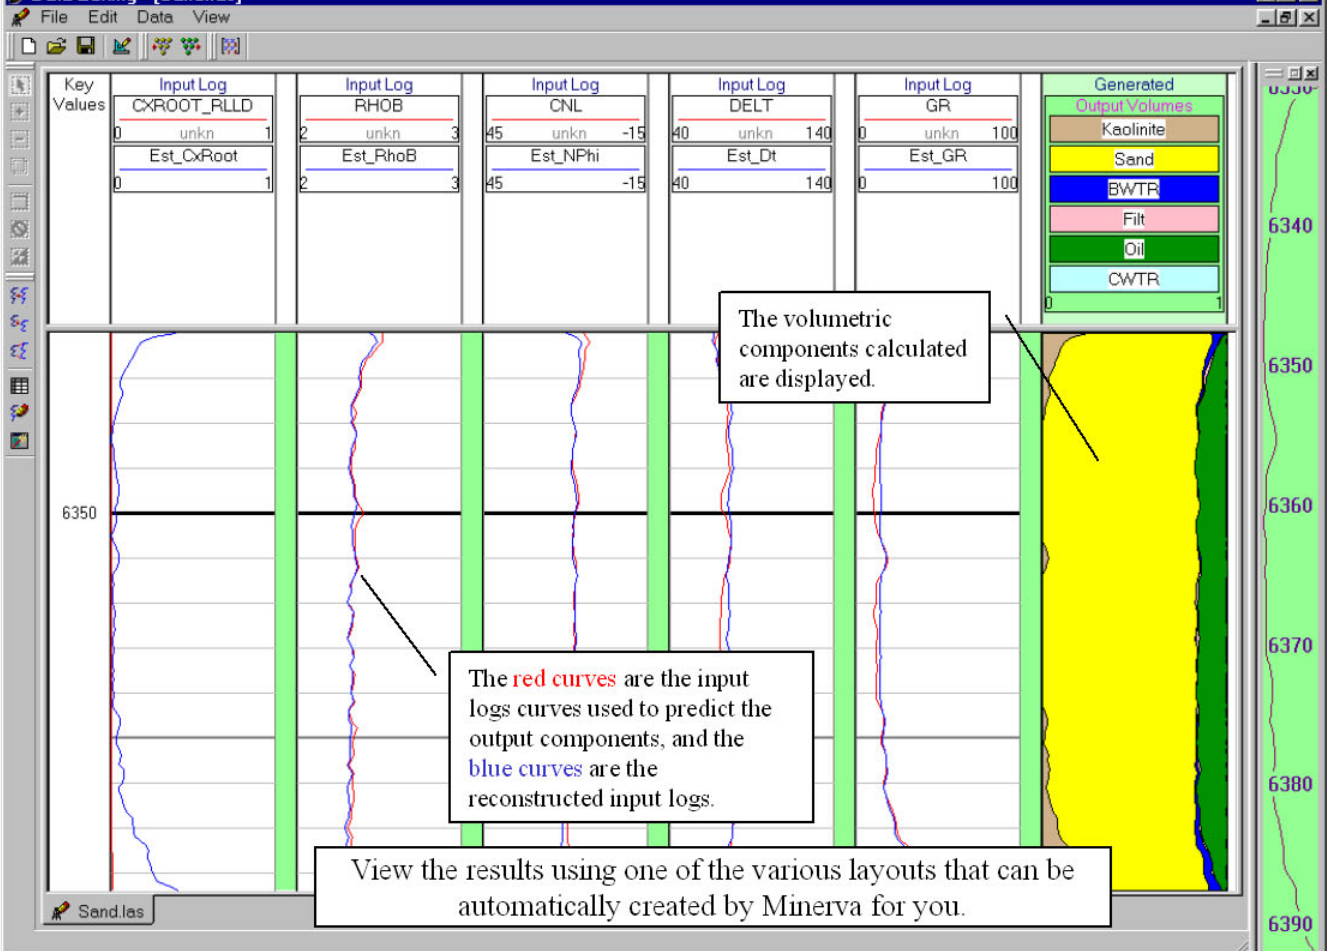 File Edit Data View
Key Values
Input Log
CXROOT_RLLD
0 unkn 1
Est_CxRoot
0 1
Input Log
RHOB
2 unkn 3
Est_RhoB
2 3
Input Log
CNL
45 unkn -15
Est_NPhi
45 -15
Input Log
DELT
40 unkn 140
Est_Dt
40 140
Input Log
GR
0 unkn 100
Est_GR
0 100
Generated
Output Volumes
Kaolinite
Sand
BWTR
Filt
Oil
CWTR
0 1
The volumetric
components calculated
are displayed.
6350
The red curves are the input
logs curves used to predict the
output components, and the
blue curves are the
reconstructed input logs.
View the results using one of the various layouts that can be
automatically created by Minerva for you.
Sand.las
6340
6350
6360
6370
6380
6390